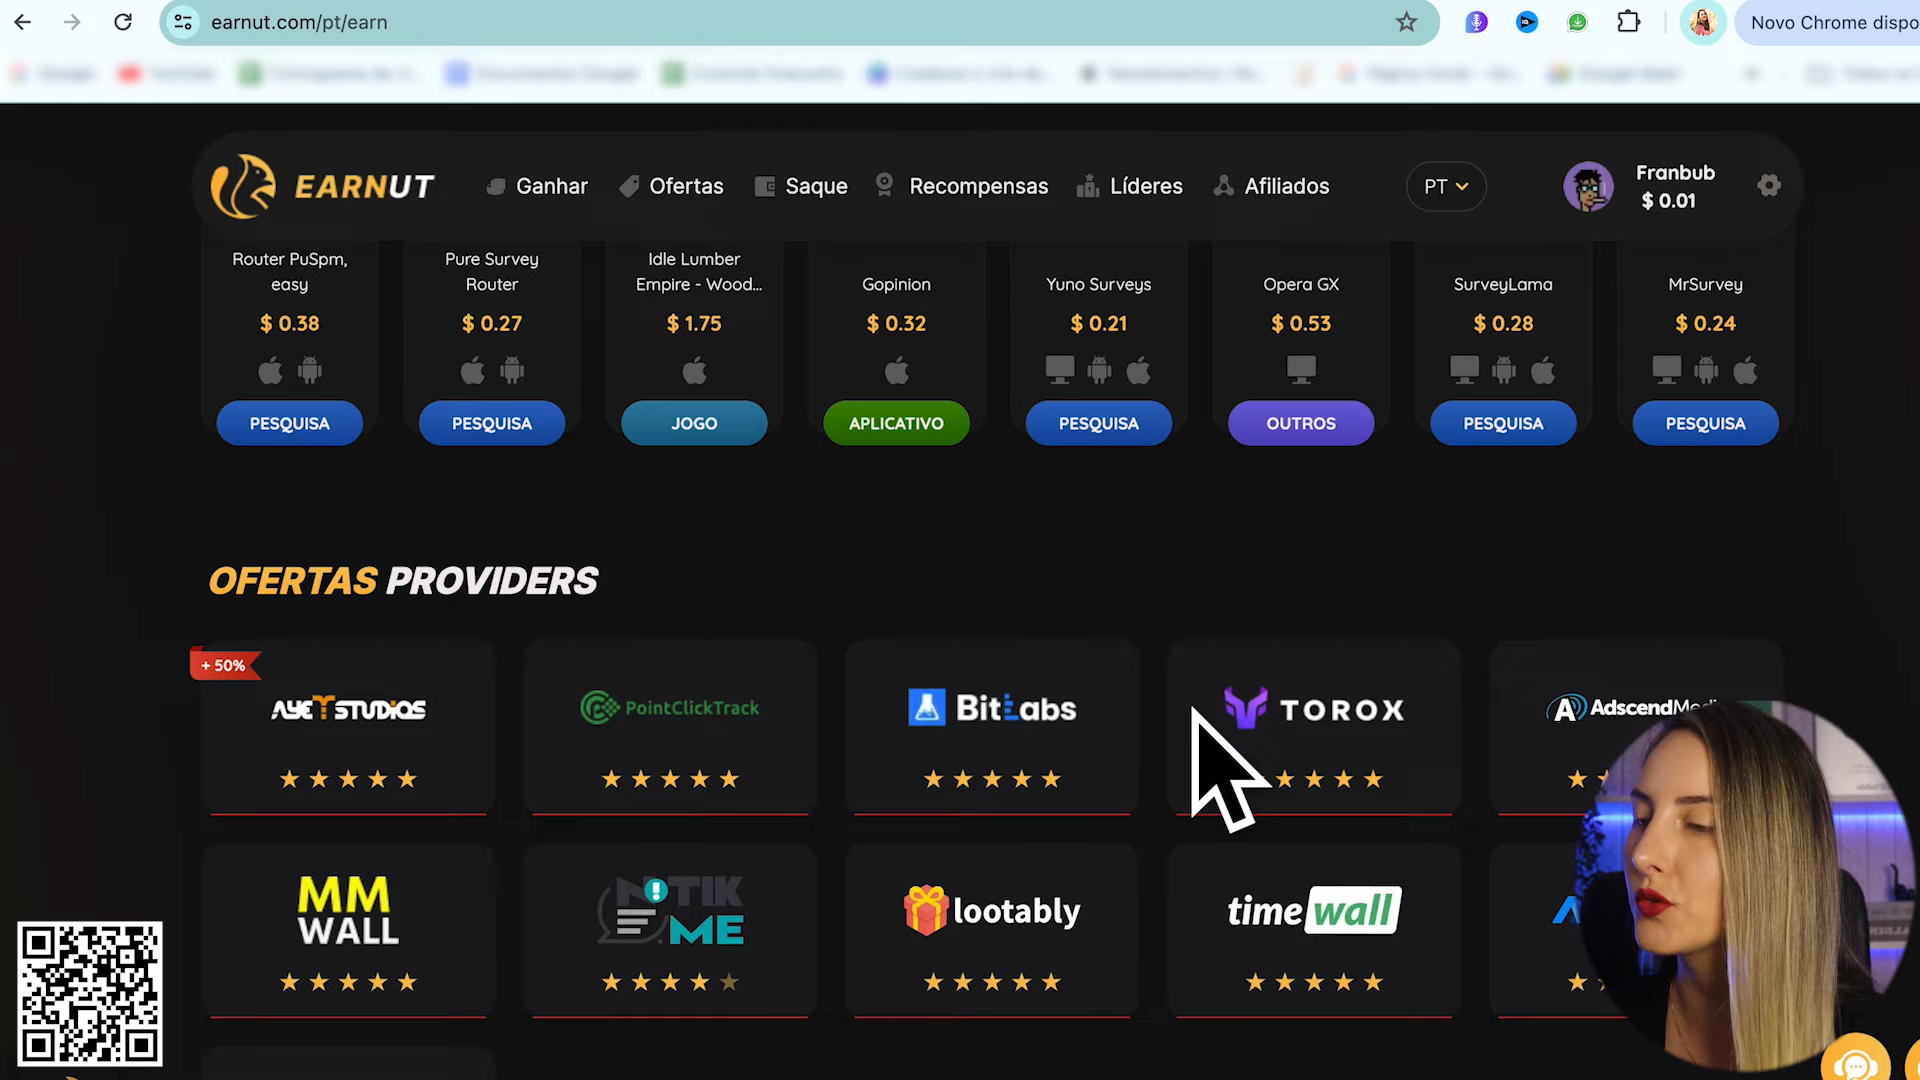 earnut.com/pt/earn
Novo Chrome dispo
EARNUT
Ganhar
Ofertas
Saque
Recompensas
Líderes
Afiliados
PT
Franbub
$ 0.01
Router PuSpm,
easy
$ 0.38
PESQUISA
Pure Survey
Router
$ 0.27
PESQUISA
Idle Lumber
Empire - Wood...
$ 1.75
JOGO
Gopinion
$ 0.32
APLICATIVO
Yuno Surveys
$ 0.21
PESQUISA
Opera GX
$ 0.53
OUTROS
SurveyLama
$ 0.28
PESQUISA
MrSurvey
$ 0.24
PESQUISA
OFERTAS PROVIDERS
+ 50%
AYET STUDIOS
PointClickTrack
BitLabs
TOROX
AdscendMedi
MM
WALL
NOTIK
ME
lootably
timewall